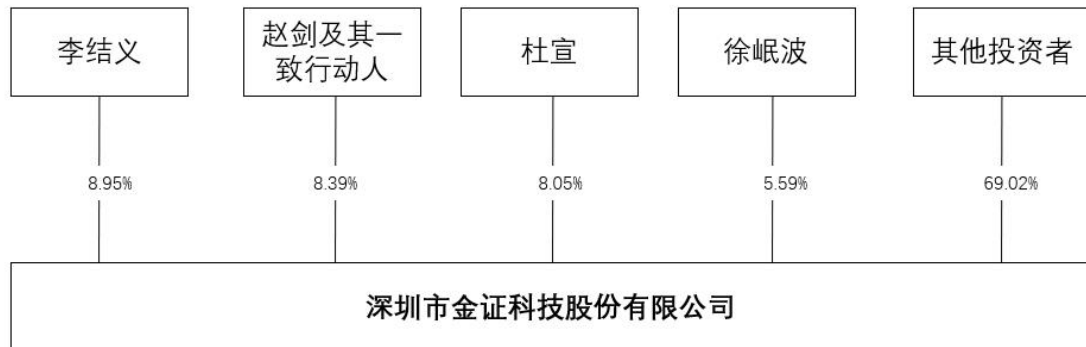 李结义
赵剑及其一
致行动人
杜宣
徐岷波
其他投资者
8.95%
8.39%
8.05%
5.59%
69.02%
深圳市金证科技股份有限公司